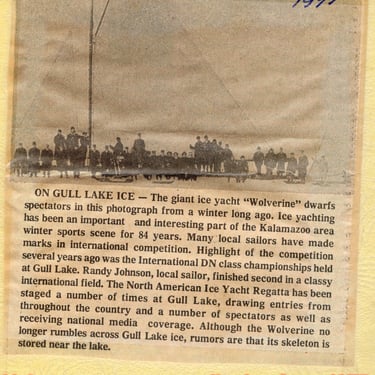 ON GULL LAKE ICE — The giant ice yacht "Wolverine" dwarfs
spectators in this photograph from a winter long ago. Ice yachting
has been an important and interesting part of the Kalamazoo area
winter sports scene for 84 years. Many local sailors have made
marks in international competition. Highlight of the competition
several years ago was the International DN class championships held
at Gull Lake. Randy Johnson, local sailor, finished second in a classy
international field. The North American Ice Yacht Regatta has been
staged a number of times at Gull Lake, drawing entries from
throughout the country and a number of spectators as well as
receiving national media coverage. Although the Wolverine no
longer rumbles across Gull Lake ice, rumors are that its skeleton is
stored near the lake.